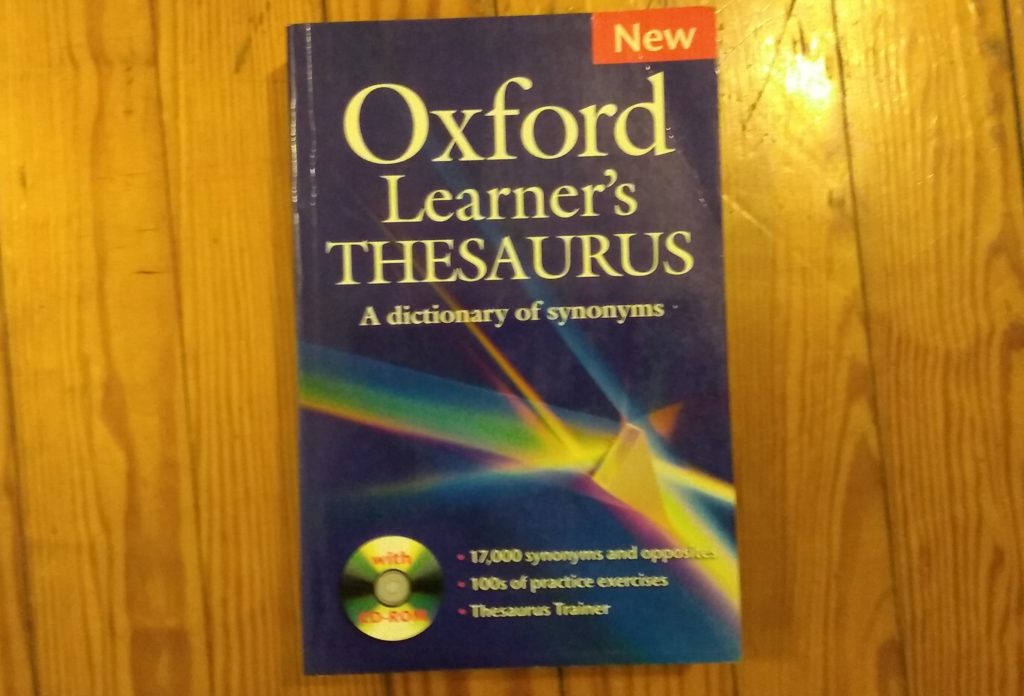 New
Oxford
Learner's
THESAURUS
A dictionary of synonyms
with
CD-ROM
• 17,000 synonyms and opposites
• 100s of practice exercises
• Thesaurus Trainer